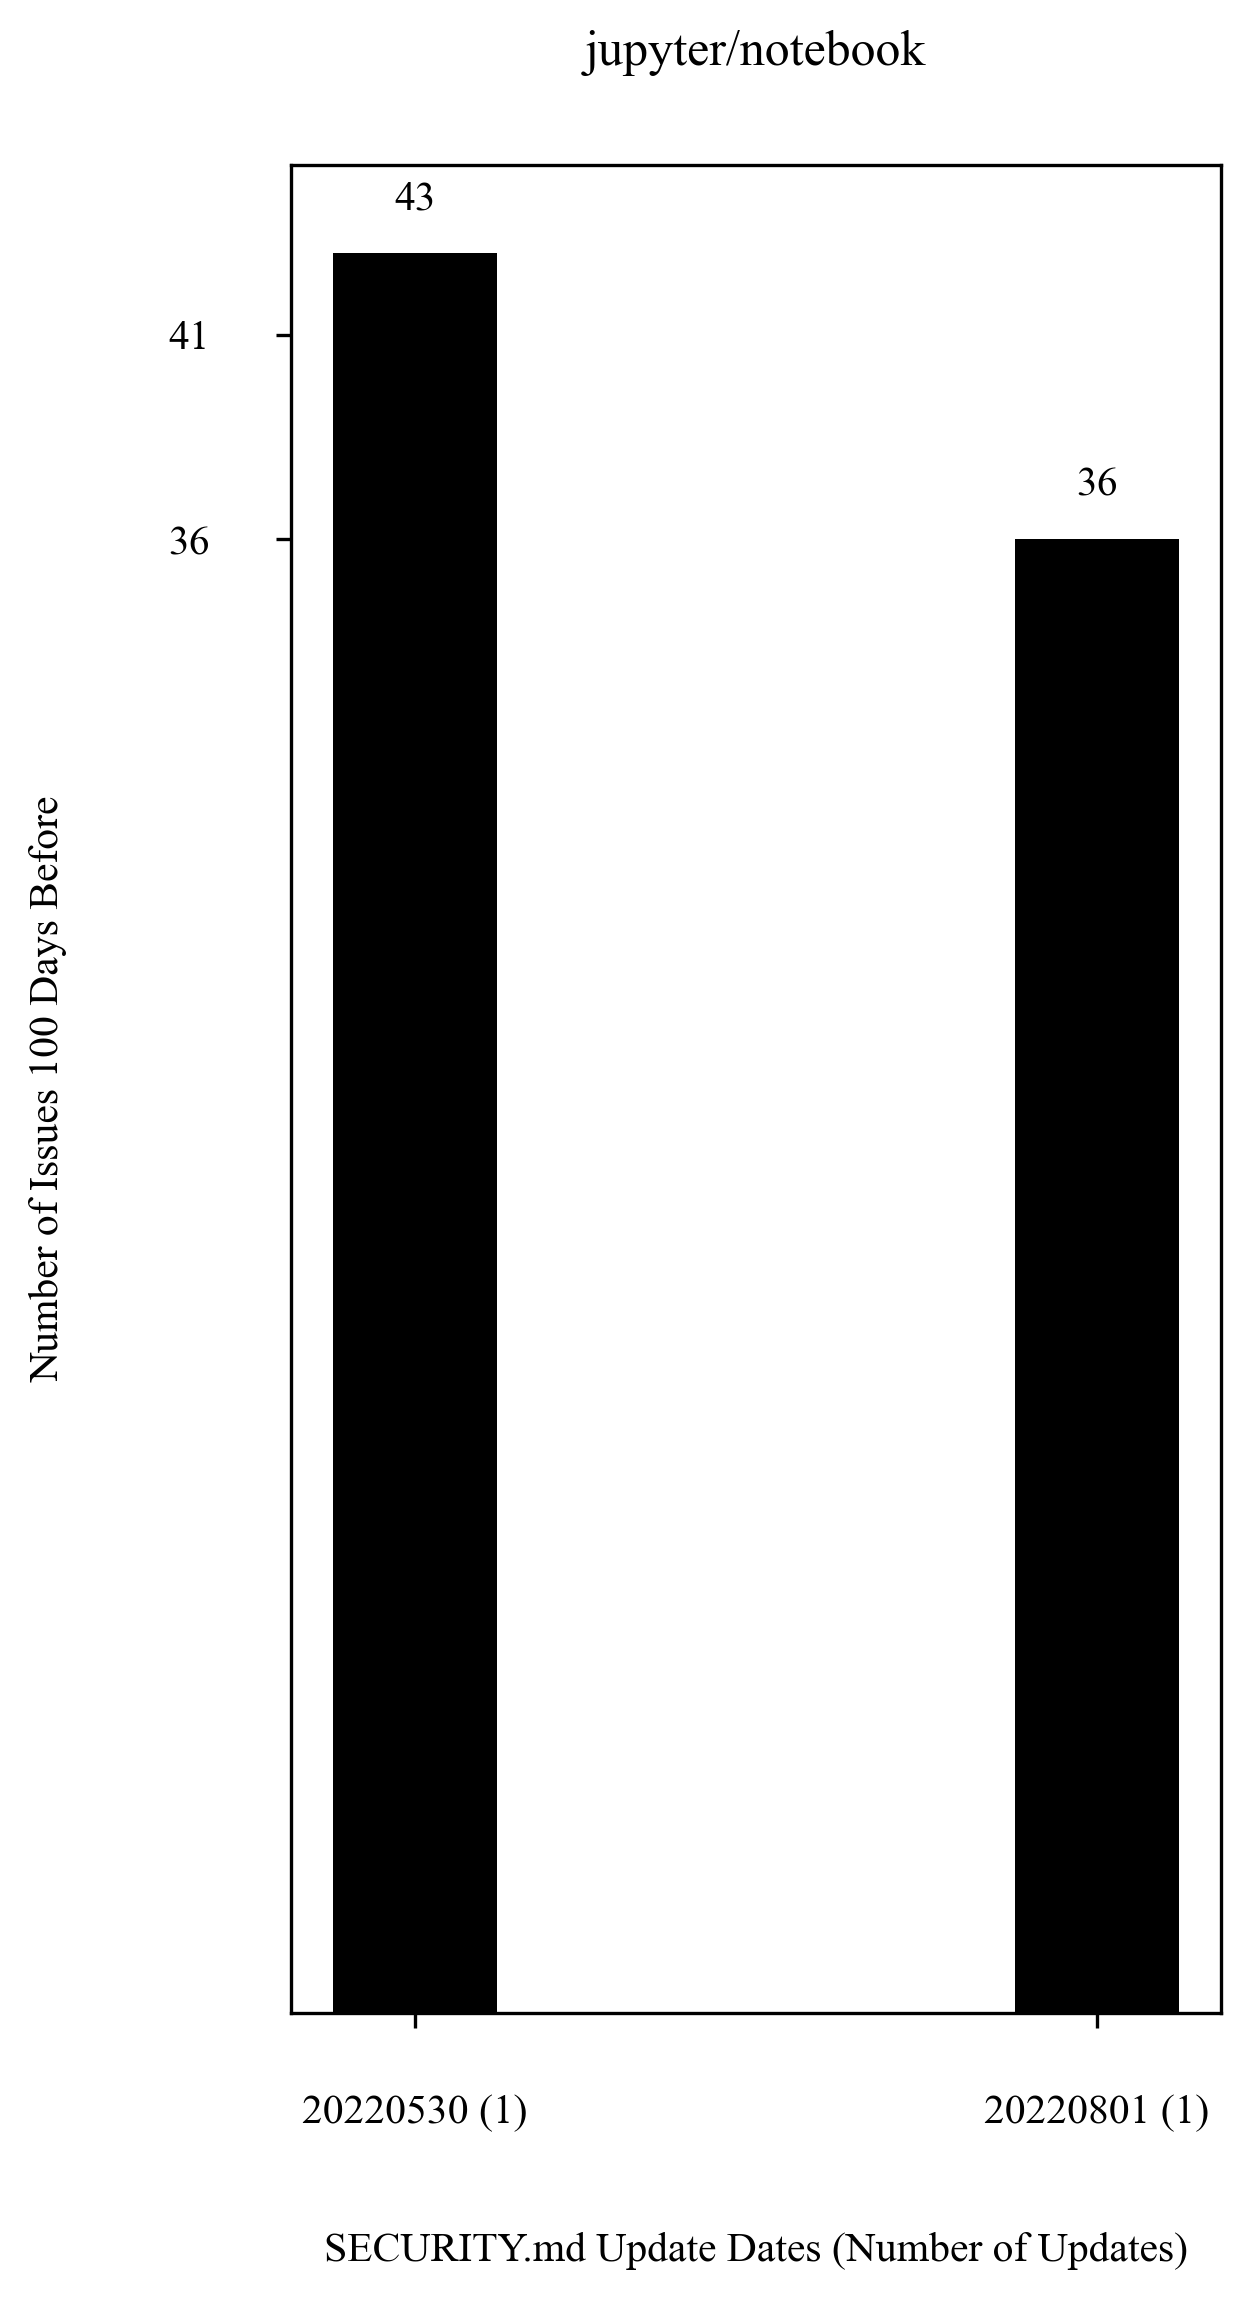 jupyter/notebook
43
41
36
36
Number of Issues 100 Days Before
20220530 (1)
20220801 (1)
SECURITY.md Update Dates (Number of Updates)